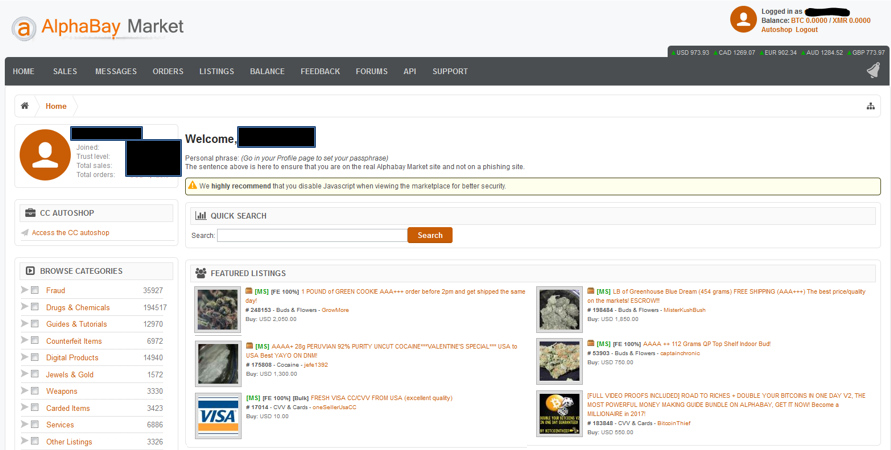 AlphaBay Market
Logged in as
Balance: BTC 0.0000 / XMR 0.0000
Autoshop Logout
USD 973.93 CAD 1269.07 EUR 902.34 AUD 1284.52 GBP 773.97
HOME SALES MESSAGES ORDERS LISTINGS BALANCE FEEDBACK FORUMS API SUPPORT
Home
Joined:
Trust level:
Total sales:
Total orders:
Welcome,
Personal phrase: (Go in your Profile page to set your passphrase)
The sentence above is here to ensure that you are on the real Alphabay Market site and not on a phishing site.
We highly recommend that you disable Javascript when viewing the marketplace for better security.
CC AUTOSHOP
Access the CC autoshop
QUICK SEARCH
Search: Search
BROWSE CATEGORIES
Fraud 35927
Drugs & Chemicals 194517
Guides & Tutorials 12970
Counterfeit Items 6972
Digital Products 14940
Jewels & Gold 1572
Weapons 3330
Carded Items 3423
Services 6886
Other Listings 3326
FEATURED LISTINGS
[MS] [FE 100%] 1 POUND of GREEN COOKIE AAA+++ order before 2pm and get shipped the same
day!
# 248153 - Buds & Flowers - GrowMore
Buy: USD 2,050.00
[MS] AAAA+ 28g PERUVIAN 92% PURITY UNCUT COCAINE***VALENTINE'S SPECIAL*** USA to
USA Best YAYO ON DNM!
# 175808 - Cocaine - jefe1392
Buy: USD 1,300.00
[MS] [FE 100%] [Bulk] FRESH VISA CC/CVV FROM USA (excellent quality)
# 17014 - CVV & Cards - oneSellerUsaCC
Buy: USD 10.00
VISA
[MS] LB of Greenhouse Blue Dream (454 grams) FREE SHIPPING (AAA+++) The best price/quality
on the markets! ESCROW!!!
# 198484 - Buds & Flowers - MisterKushBush
Buy: USD 1,850.00
[MS] [FE 100%] AAAA ++ 112 Grams QP Top Shelf Indoor Bud!
# 53903 - Buds & Flowers - captainchronic
Buy: USD 750.00
[FULL VIDEO PROOFS INCLUDED] ROAD TO RICHES + DOUBLE YOUR BITCOINS IN ONE DAY V2, THE
MOST POWERFUL MONEY MAKING GUIDE BUNDLE ON ALPHABAY, GET IT NOW! Become a
MILLIONAIRE in 2017!
# 183848 - CVV & Cards - BitcoinThief
Buy: USD 550.00